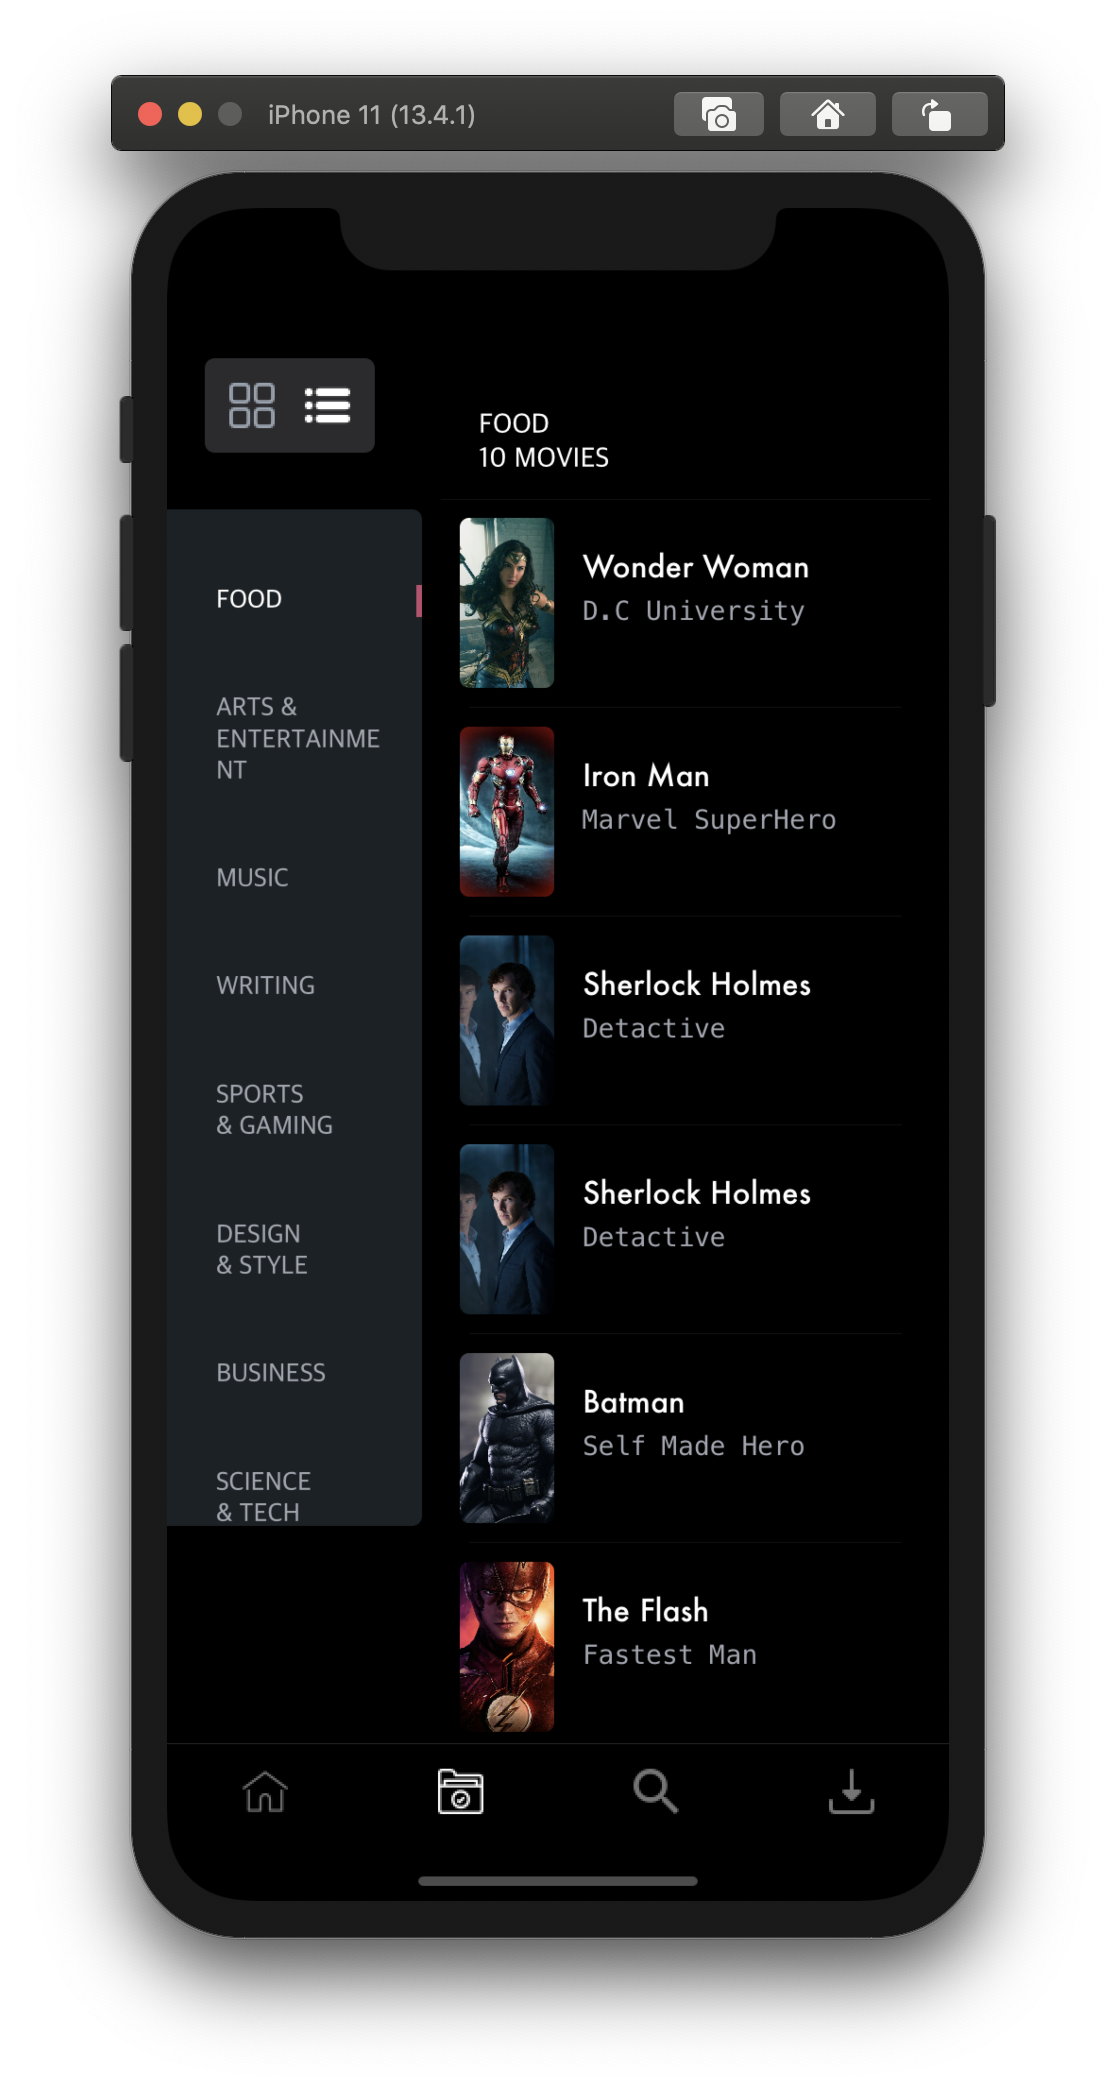 iPhone 11 (13.4.1)
FOOD
10 MOVIES
FOOD
ARTS &
ENTERTAINME
NT
MUSIC
WRITING
SPORTS
& GAMING
DESIGN
& STYLE
BUSINESS
SCIENCE
& TECH
Wonder Woman
D.C University
Iron Man
Marvel SuperHero
Sherlock Holmes
Detactive
Sherlock Holmes
Detactive
Batman
Self Made Hero
The Flash
Fastest Man